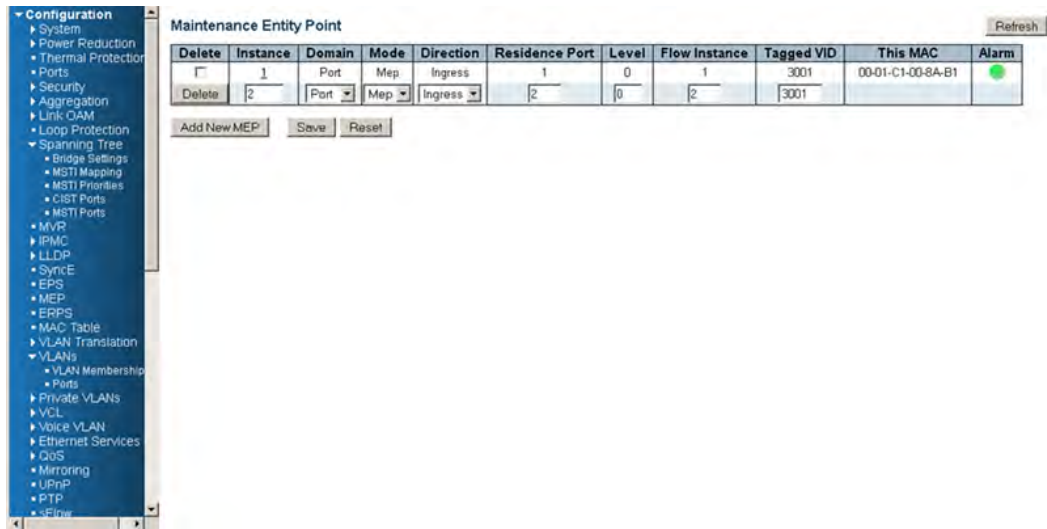 Configuration
System
Power Reduction
Thermal Protection
Ports
Security
Aggregation
Link OAM
Loop Protection
Spanning Tree
Bridge Settings
MSTI Mapping
MSTI Priorities
CIST Ports
MSTI Ports
MVR
IPMC
LLDP
SyncE
EPS
MEP
ERPS
MAC Table
VLAN Translation
VLANs
VLAN Membership
Ports
Private VLANs
VCL
Voice VLAN
Ethernet Services
QoS
Mirroring
UPnP
PTP
sFlow
Maintenance Entity Point
Refresh
Delete Instance Domain Mode Direction Residence Port Level Flow Instance Tagged VID This MAC Alarm
1 Port Mep Ingress 1 0 1 3001 00-01-C1-00-8A-B1
Delete 2 Port Mep Ingress 2 0 2 3001
Add New MEP Save Reset